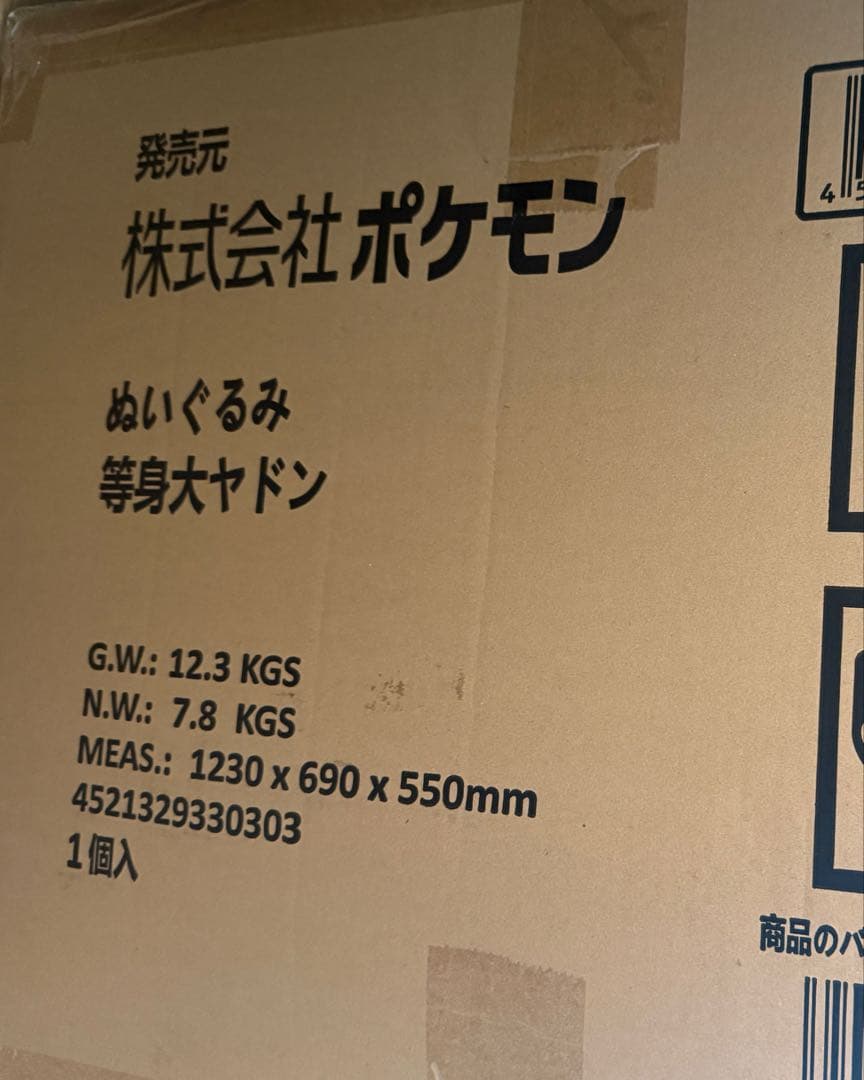 発売元
株式会社ポケモン
ぬいぐるみ
等身大ヤドン
G.W.: 12.3 KGS
N.W.: 7.8 KGS
MEAS.: 1230 x 690 x 550mm
4521329330303
1個入
4
商品の